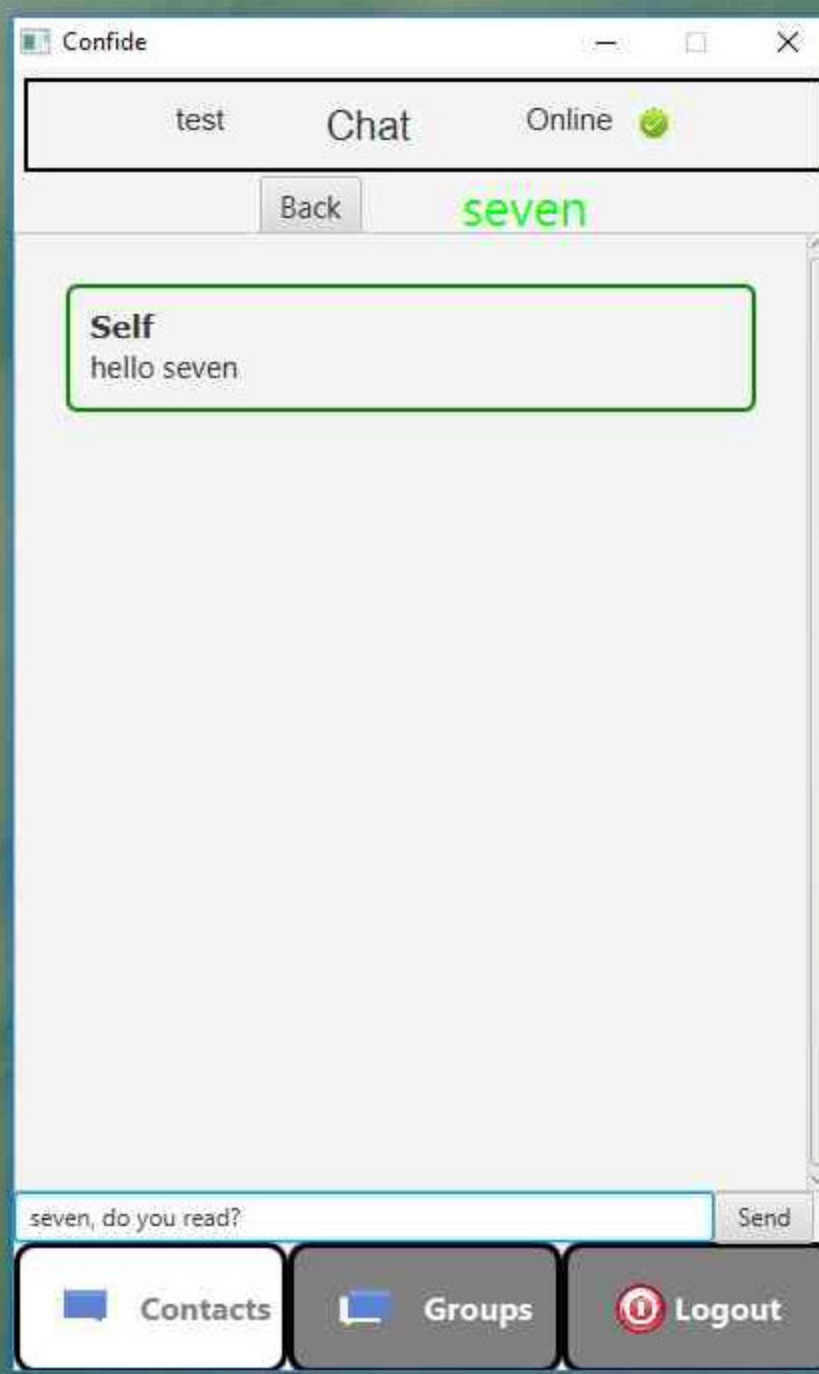 Confide
test Chat Online
Back seven
Self
hello seven
seven, do you read? Send
Contacts Groups Logout